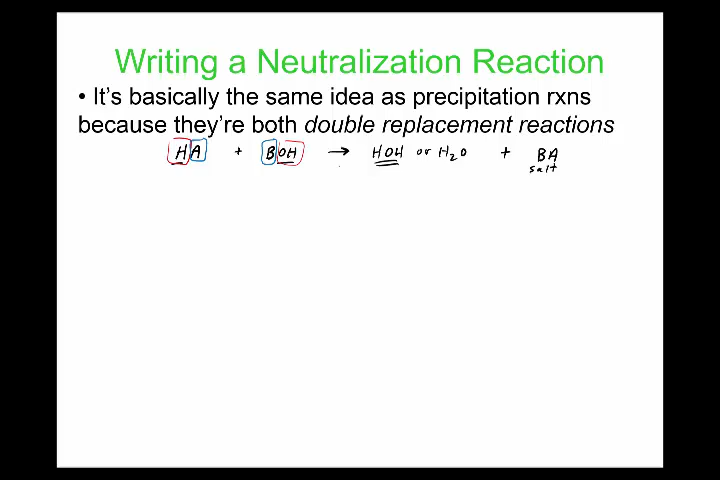 Writing a Neutralization Reaction
• It's basically the same idea as precipitation rxns
because they're both double replacement reactions
HA + BOH → HOH or H₂O + BA
salt